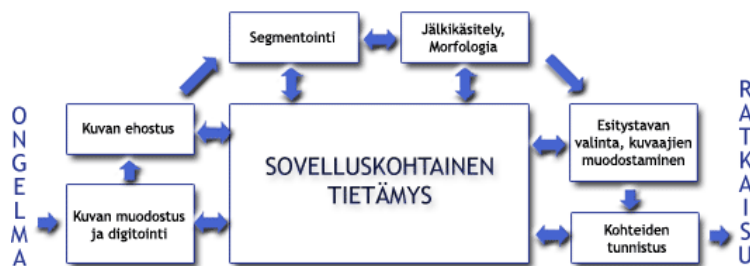 ONGELMA
Kuvan muodostus
ja digitointi
Kuvan ehostus
Segmentointi
Jälkikäsitely,
Morfologia
Esitystavan
valinta, kuvaajien
muodostaminen
Kohteiden
tunnistus
SOVELLUSKOHTAINEN
TIETÄMYS
RATKAISU